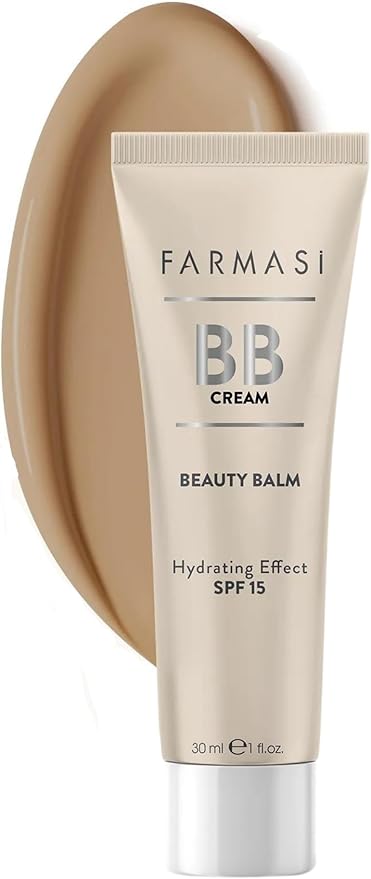 FARMASi
BB
CREAM
BEAUTY BALM
Hydrating Effect
SPF 15
30 ml ℮1 fl.oz.